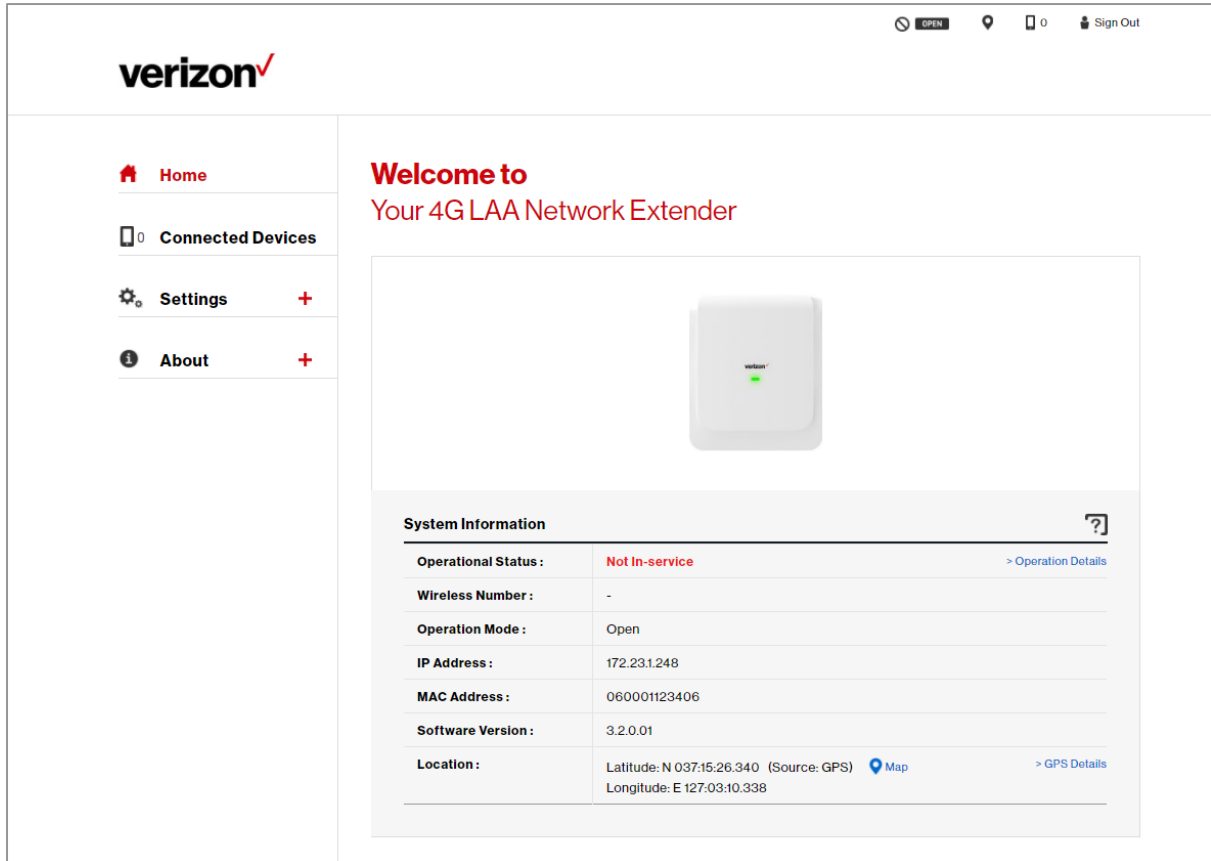 OPEN 0 Sign Out
verizon
Home
0 Connected Devices
Settings +
About +
Welcome to
Your 4G LAA Network Extender
verizon
System Information ?
Operational Status : Not In-service > Operation Details
Wireless Number : -
Operation Mode : Open
IP Address : 172.23.1.248
MAC Address : 060001123406
Software Version : 3.2.0.01
Location : Latitude: N 037:15:26.340 (Source: GPS) Map > GPS Details
Longitude: E 127:03:10.338